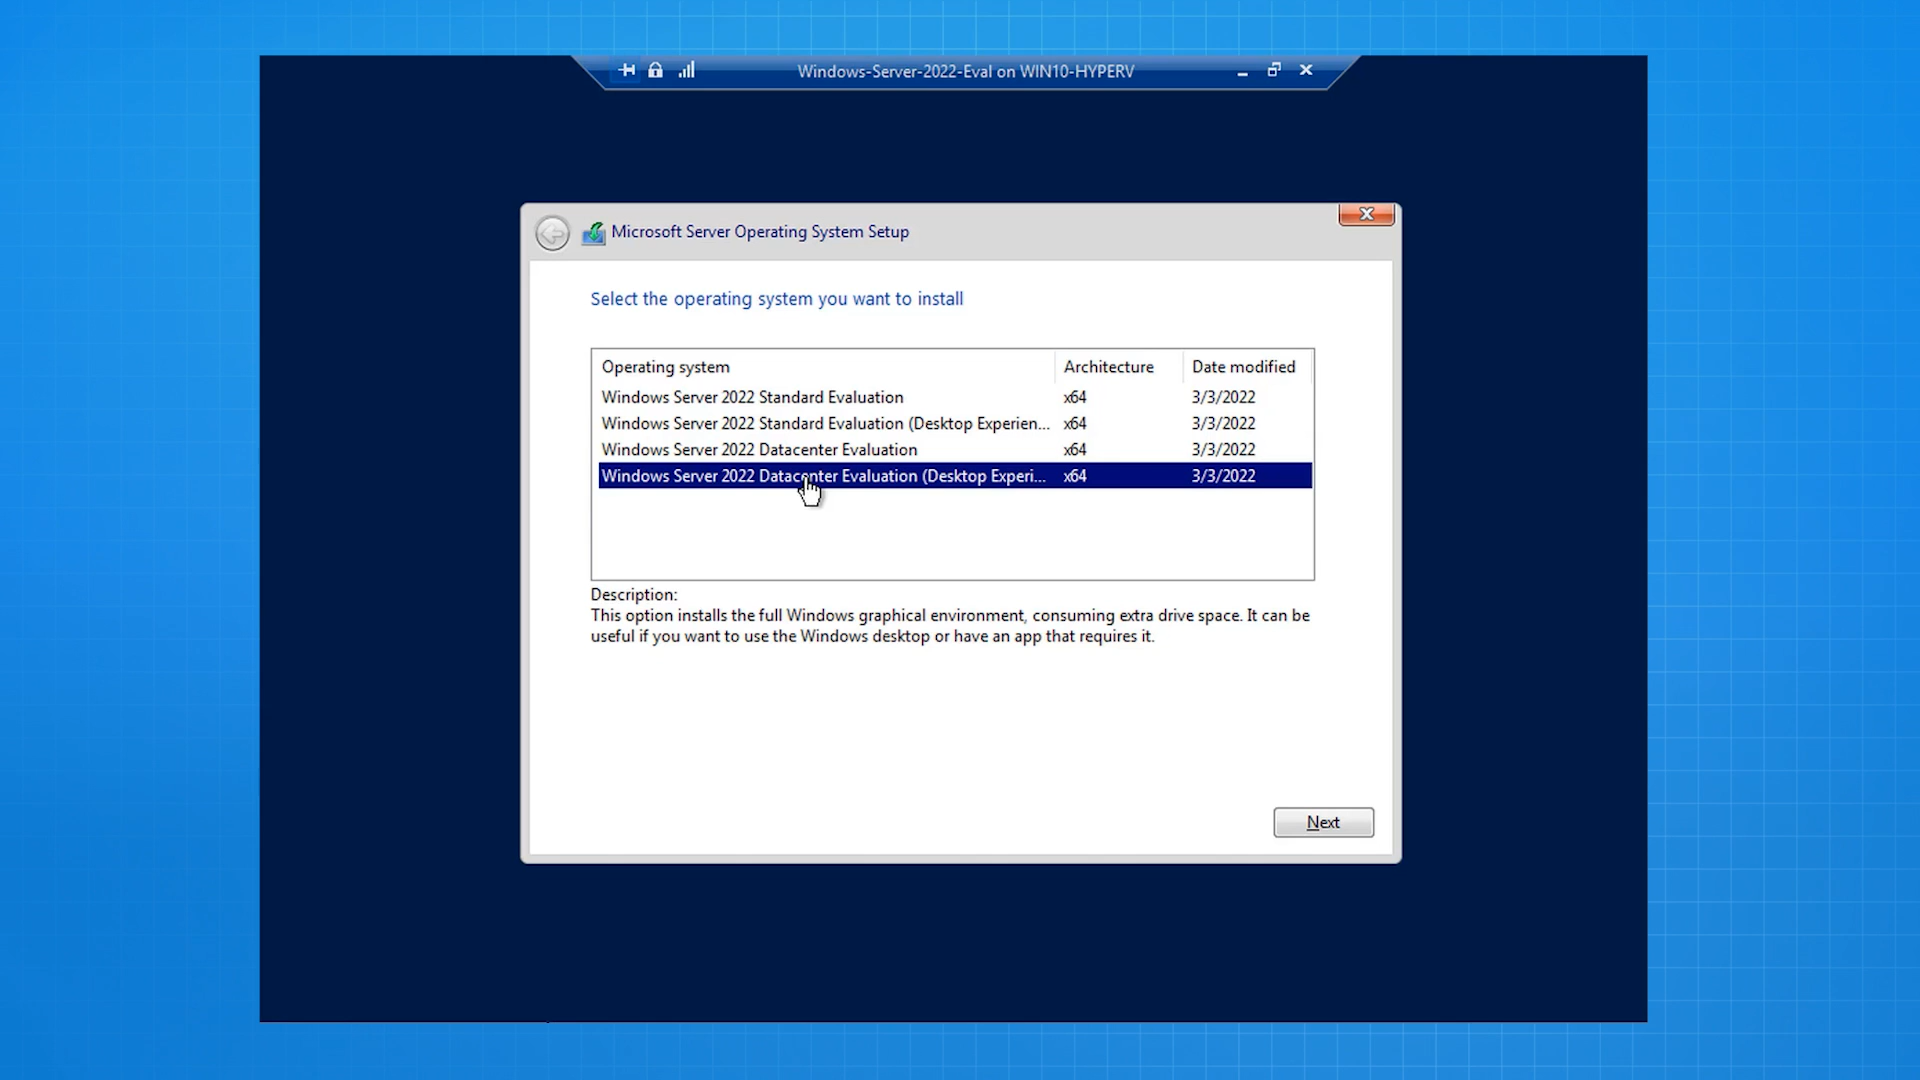 Windows-Server-2022-Eval on WIN10-HYPERV
Microsoft Server Operating System Setup
Select the operating system you want to install
Operating system Architecture Date modified
Windows Server 2022 Standard Evaluation x64 3/3/2022
Windows Server 2022 Standard Evaluation (Desktop Experien... x64 3/3/2022
Windows Server 2022 Datacenter Evaluation x64 3/3/2022
Windows Server 2022 Datacenter Evaluation (Desktop Experi... x64 3/3/2022
Description:
This option installs the full Windows graphical environment, consuming extra drive space. It can be
useful if you want to use the Windows desktop or have an app that requires it.
Next